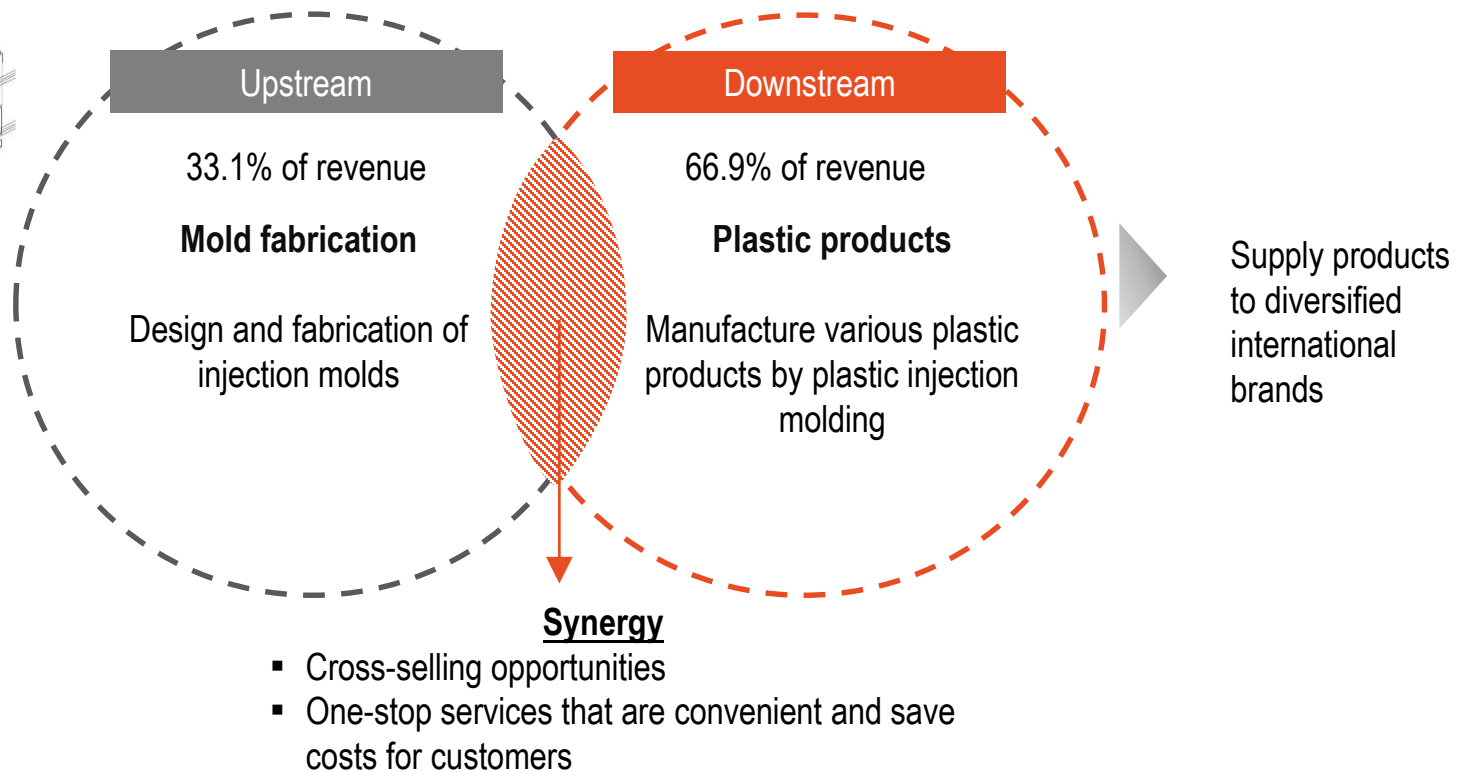 Upstream
33.1% of revenue
Mold fabrication
Design and fabrication of
injection molds
Downstream
66.9% of revenue
Plastic products
Manufacture various plastic
products by plastic injection
molding
Supply products
to diversified
international
brands
Synergy
▪ Cross-selling opportunities
▪ One-stop services that are convenient and save
costs for customers